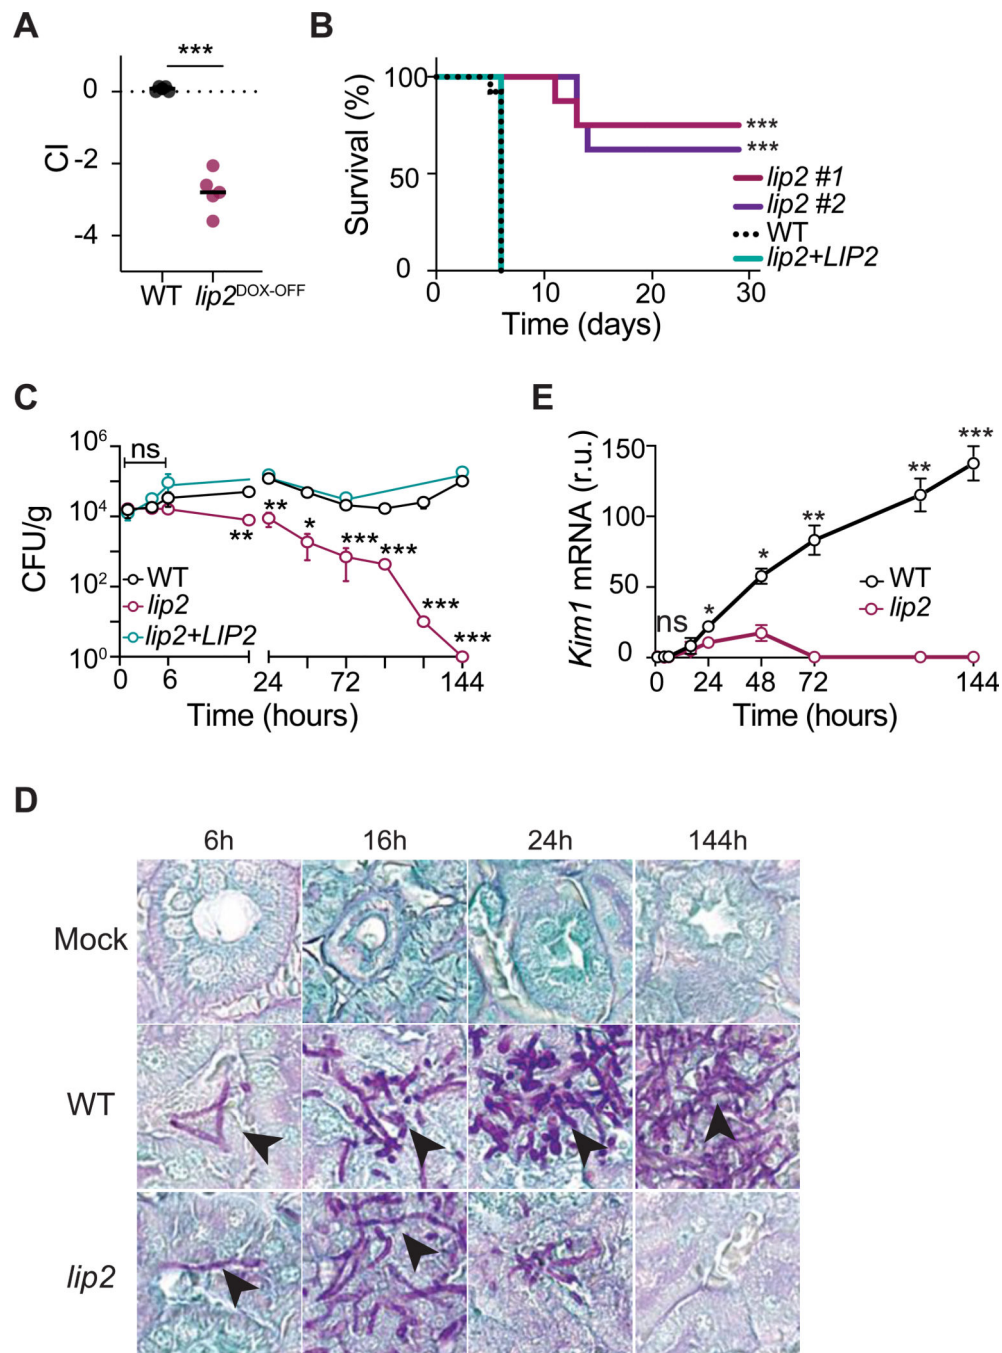 A
***
0
-2
-4
CI
WT lip2^DOX-OFF
B
100
50
0
Survival (%)
***
***
lip2 #1
lip2 #2
WT
lip2+LIP2
0 10 20 30
Time (days)
C
10^6
10^4
10^2
10^0
CFU/g
ns
** ** * *** *** *** ***
WT
lip2
lip2+LIP2
0 6 24 72 144
Time (hours)
E
150
100
50
0
Kim1 mRNA (r.u.)
ns * * ** ** ***
WT
lip2
0 24 48 72 144
Time (hours)
D
6h 16h 24h 144h
Mock
WT
lip2